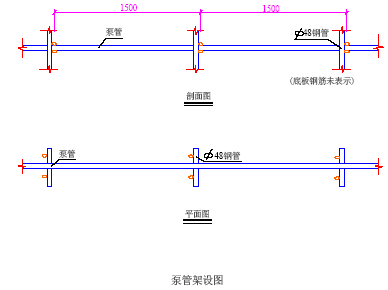 1500
1500
泵管
ϕ48钢管
(底板钢筋未表示)
剖面图
泵管
ϕ48钢管
平面图
泵管架设图